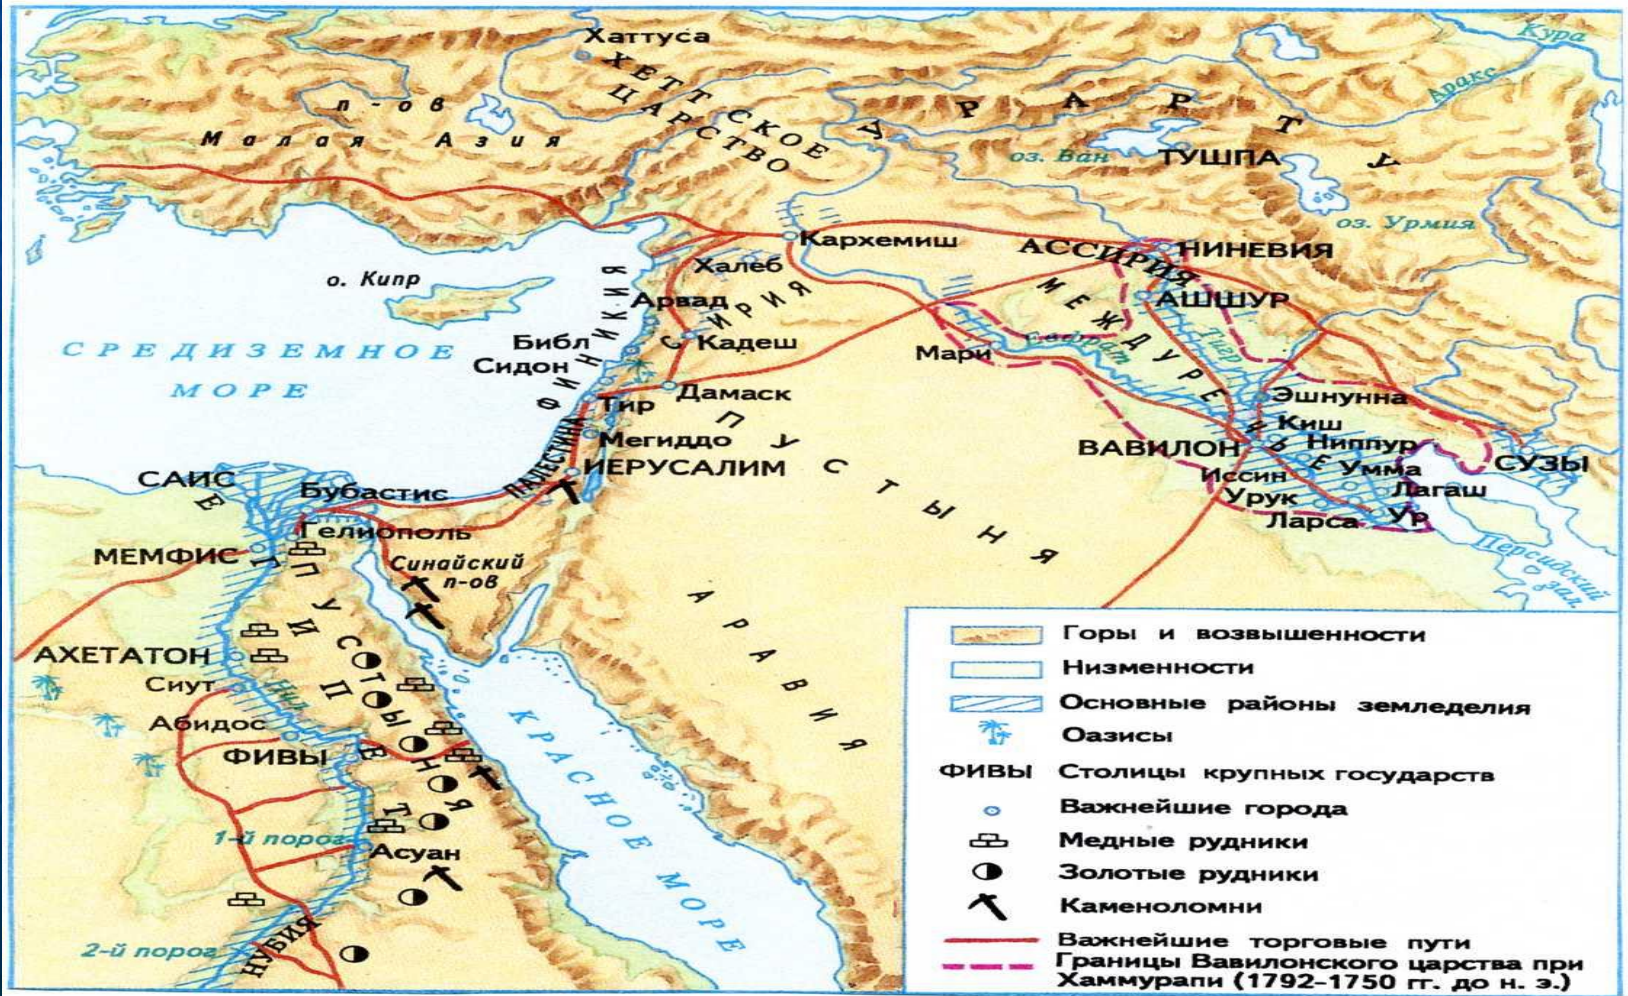 Хаттуса
ХЕТТСКОЕ
ЦАРСТВО
п-ов
Малая Азия
УРАРТУ
Кура
Аракс
оз. Ван
ТУШПА
оз. Урмия
Кархемиш
АССИРИЯ
НИНЕВИЯ
Халеб
о. Кипр
Арвад
СИРИЯ
МЕЖДУРЕЧЬЕ
АШШУР
ФИНИКИЯ
Библ
Кадеш
Тигр
СРЕДИЗЕМНОЕ
МОРЕ
Сидон
Мари
Дамаск
Тир
Эшнунна
Киш
ПУСТЫНЯ
Мегиддо
ВАВИЛОН
Ниппур
ПАЛЕСТИНА
ИЕРУСАЛИМ
Умма
СУЗЫ
САИС
Бубастис
Иссин
Лагаш
Урук
Ларса
Ур
ЕГИПЕТ
Гелиополь
МЕМФИС
Синайский
п-ов
Персидский
зал.
АРАВИЯ
ПУСТЫНЯ
АХЕТАТОН
Сиут
Нил
Абидос
ФИВЫ
КРАСНОЕ МОРЕ
1-й порог
Асуан
2-й порог
НУБИЯ
Горы и возвышенности
Низменности
Основные районы земледелия
Оазисы
ФИВЫ Столицы крупных государств
Важнейшие города
Медные рудники
Золотые рудники
Каменоломни
Важнейшие торговые пути
Границы Вавилонского царства при
Хаммурапи (1792-1750 гг. до н. э.)